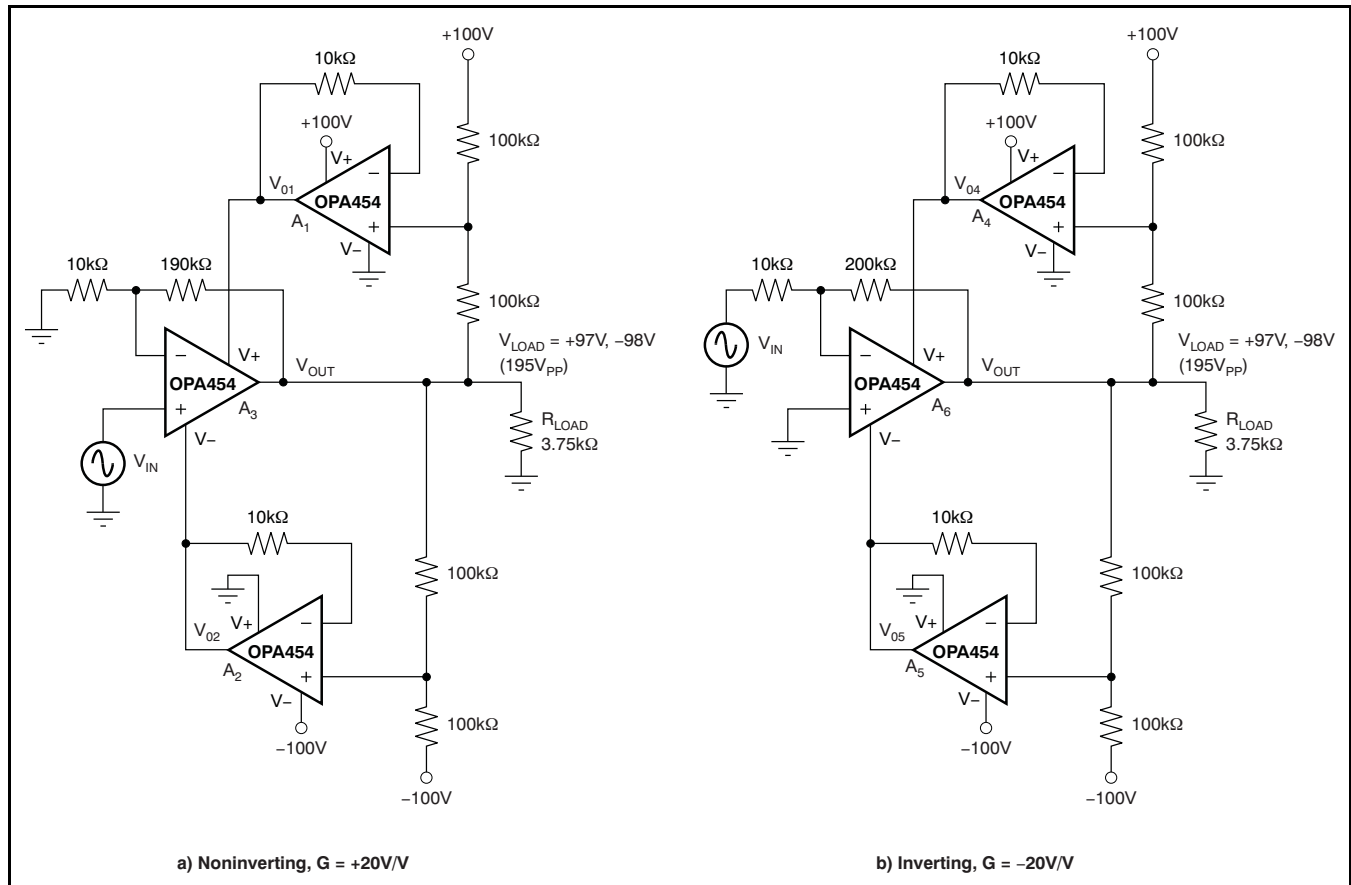 +100V
10kΩ
+100V
V+
100kΩ
V01
−
OPA454
A1
+
V−
10kΩ
190kΩ
100kΩ
VLOAD = +97V, −98V
(195VPP)
−
V+
VOUT
OPA454
+
A3
V−
RLOAD
3.75kΩ
VIN
10kΩ
100kΩ
V+
−
V02
OPA454
A2
+
V−
100kΩ
−100V
−100V
a) Noninverting, G = +20V/V
+100V
10kΩ
+100V
V+
100kΩ
V04
−
OPA454
A4
+
V−
10kΩ
200kΩ
100kΩ
VIN
VLOAD = +97V, −98V
(195VPP)
−
V+
VOUT
OPA454
+
A6
V−
RLOAD
3.75kΩ
10kΩ
100kΩ
V+
−
V05
OPA454
A5
+
V−
100kΩ
−100V
−100V
b) Inverting, G = −20V/V